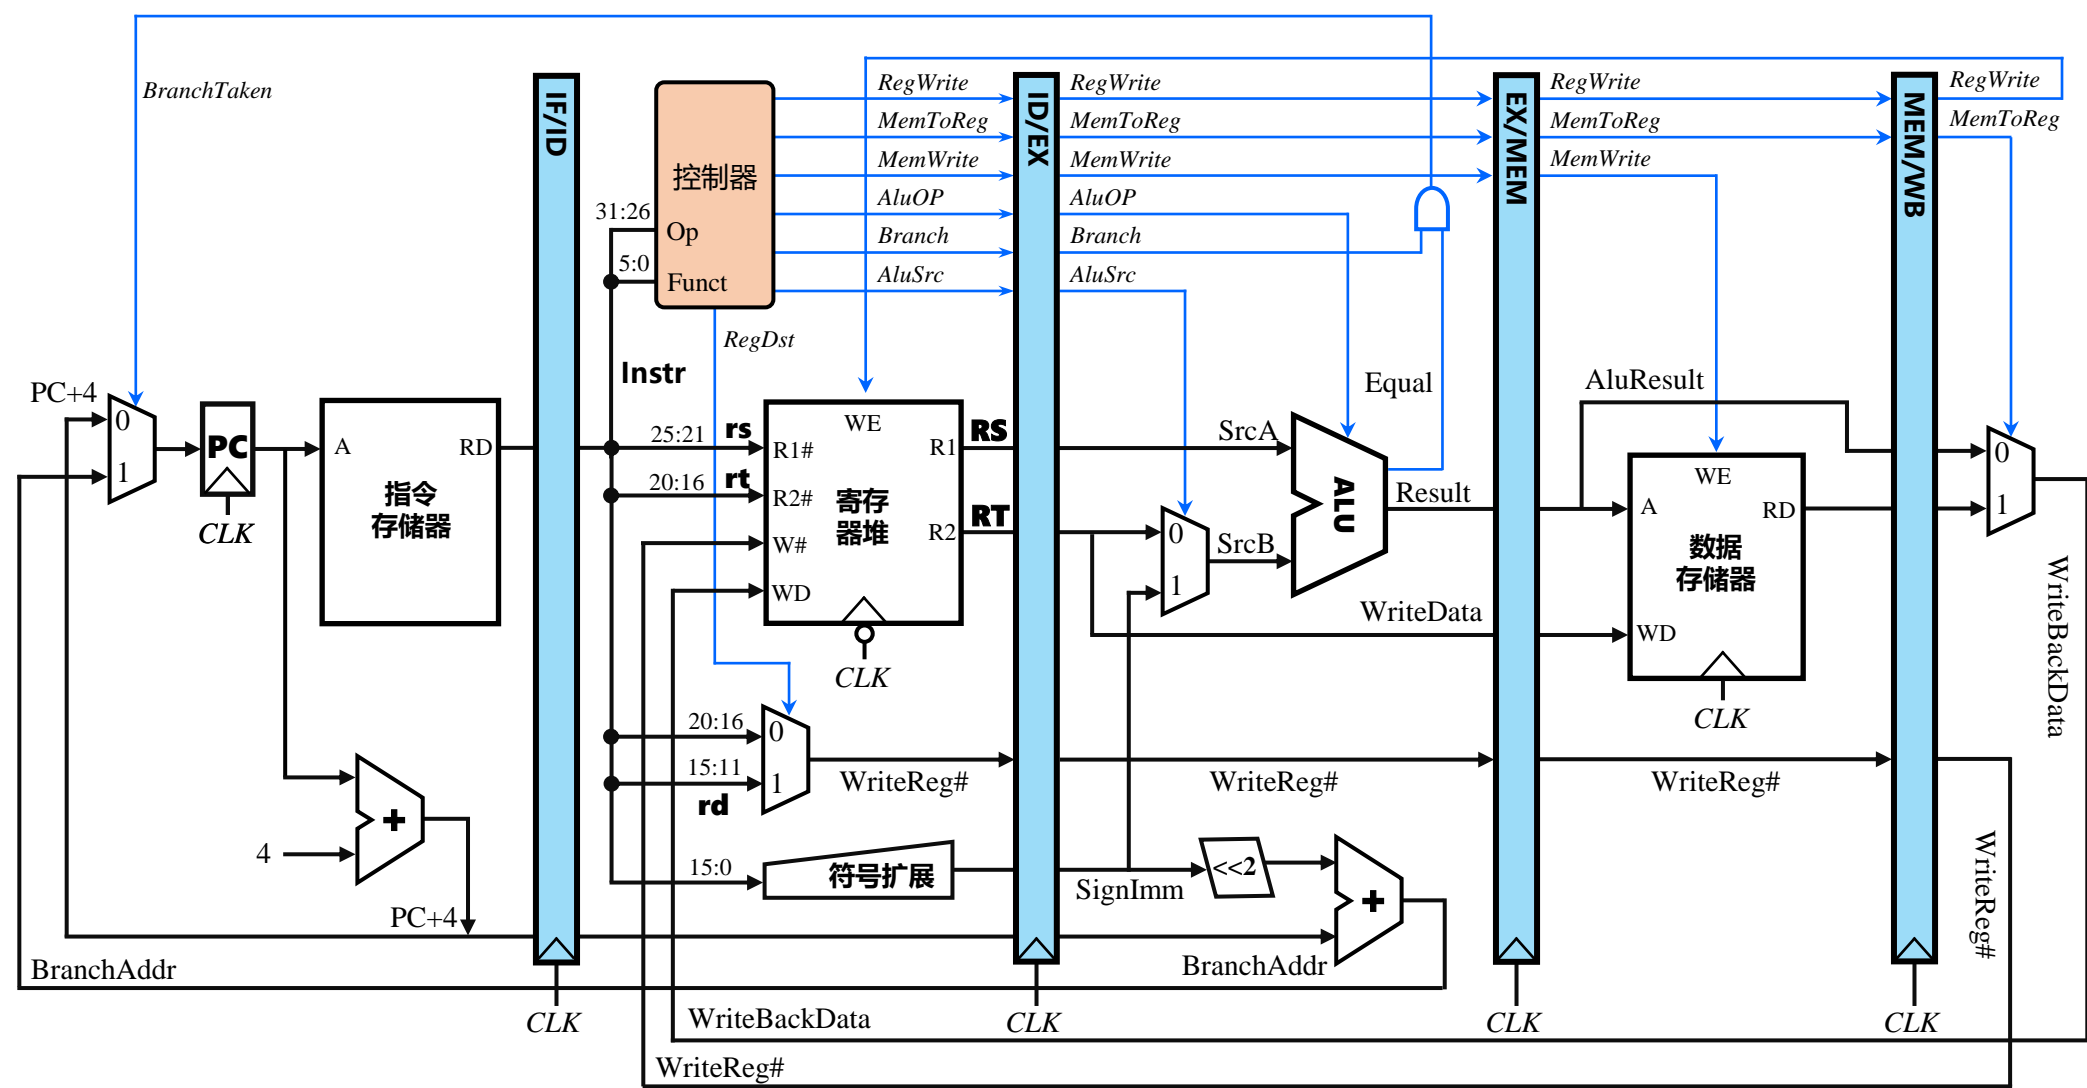 BranchTaken
IF/ID
控制器
31:26
Op
5:0
Funct
RegWrite
MemToReg
MemWrite
AluOP
Branch
AluSrc
RegDst
ID/EX
RegWrite
MemToReg
MemWrite
AluOP
Branch
AluSrc
EX/MEM
RegWrite
MemToReg
MemWrite
MEM/WB
RegWrite
MemToReg
PC+4
0
1
PC
CLK
A
RD
指令
存储器
Instr
25:21
rs
20:16
rt
R1#
R2#
W#
WD
WE
寄存
器堆
R1
R2
CLK
RS
RT
SrcA
0
1
SrcB
ALU
Equal
Result
WriteData
AluResult
WE
A
RD
数据
存储器
WD
CLK
0
1
WriteBackData
20:16
0
15:11
1
rd
WriteReg#
WriteReg#
WriteReg#
WriteReg#
4
+
PC+4
15:0
符号扩展
SignImm
<<2
+
BranchAddr
BranchAddr
CLK
CLK
CLK
CLK
WriteBackData
WriteReg#